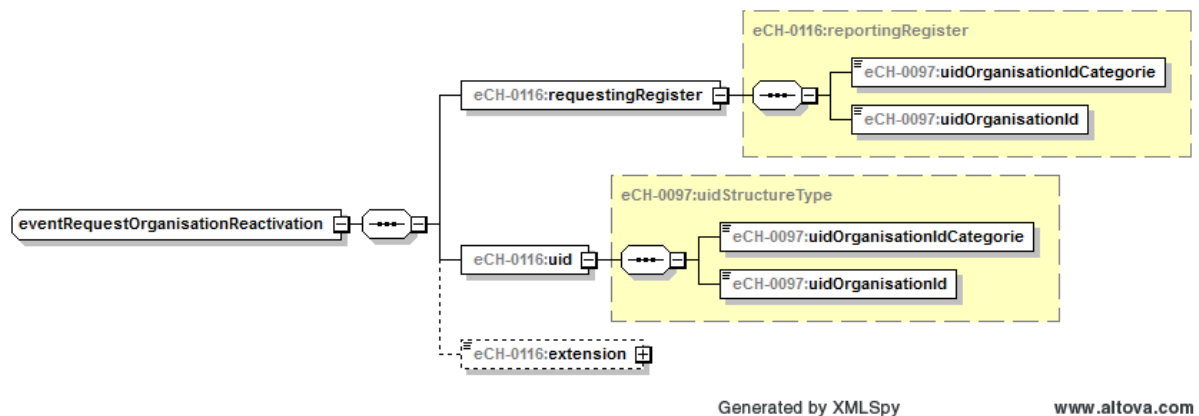 eCH-0116:reportingRegister
eCH-0097:uidOrganisationIdCategorie
eCH-0116:requestingRegister
eCH-0097:uidOrganisationId
eCH-0097:uidStructureType
eventRequestOrganisationReactivation
eCH-0097:uidOrganisationIdCategorie
eCH-0116:uid
eCH-0097:uidOrganisationId
eCH-0116:extension
Generated by XMLSpy www.altova.com